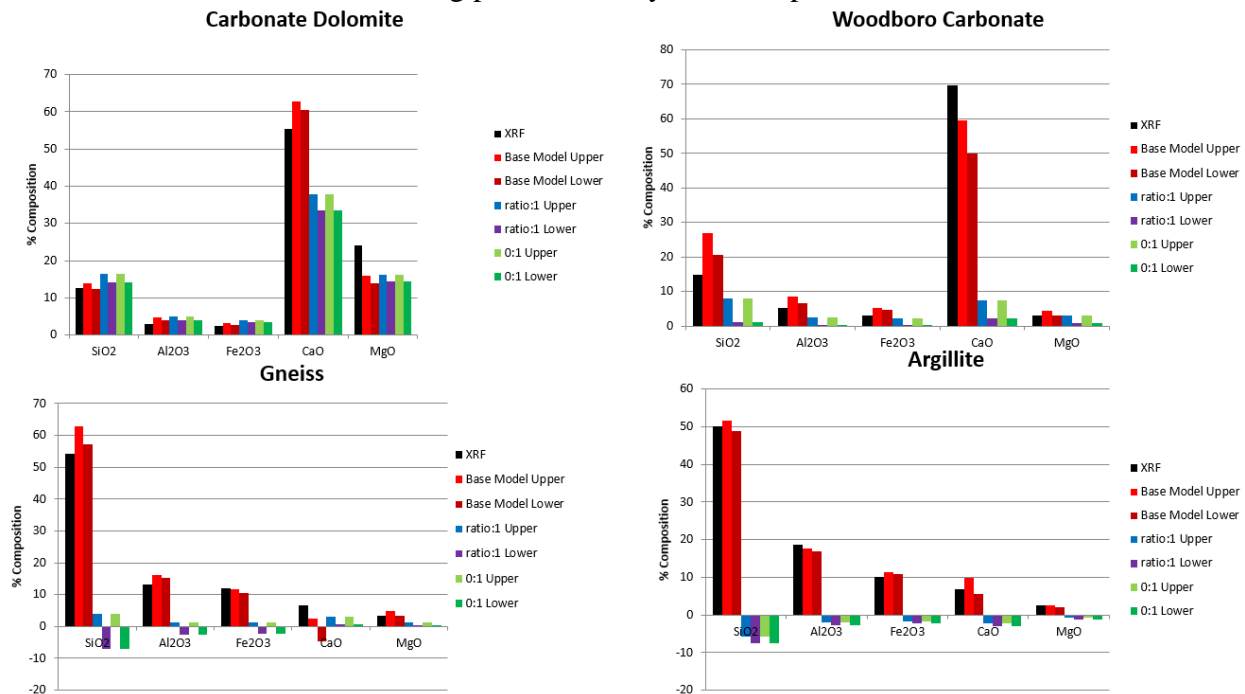 Carbonate Dolomite
70
60
50
40
30
20
10
0
% Composition
SiO2 Al2O3 Fe2O3 CaO MgO
XRF
Base Model Upper
Base Model Lower
ratio:1 Upper
ratio:1 Lower
0:1 Upper
0:1 Lower
Woodboro Carbonate
80
70
60
50
40
30
20
10
0
% Composition
SiO2 Al2O3 Fe2O3 CaO MgO
XRF
Base Model Upper
Base Model Lower
ratio:1 Upper
ratio:1 Lower
0:1 Upper
0:1 Lower
Gneiss
70
60
50
40
30
20
10
0
-10
-20
% Composition
SiO2 Al2O3 Fe2O3 CaO MgO
XRF
Base Model Upper
Base Model Lower
ratio:1 Upper
ratio:1 Lower
0:1 Upper
0:1 Lower
Argillite
60
50
40
30
20
10
0
-10
-20
% Composition
SiO2 Al2O3 Fe2O3 CaO MgO
XRF
Base Model Upper
Base Model Lower
ratio:1 Upper
ratio:1 Lower
0:1 Upper
0:1 Lower